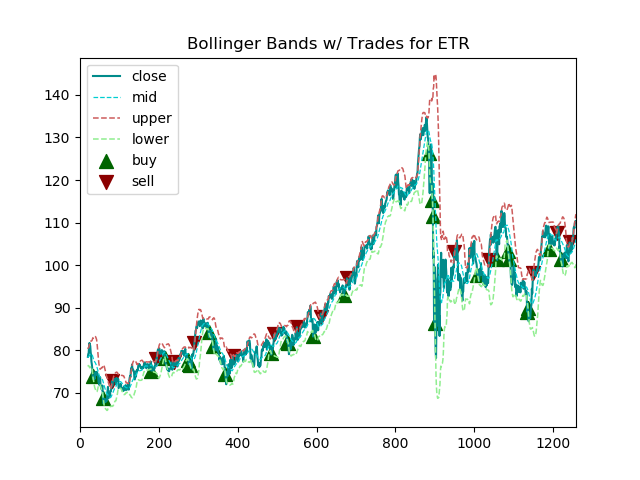 Bollinger Bands w/ Trades for ETR
close
mid
upper
lower
buy
sell
140
130
120
110
100
90
80
70
0 200 400 600 800 1000 1200